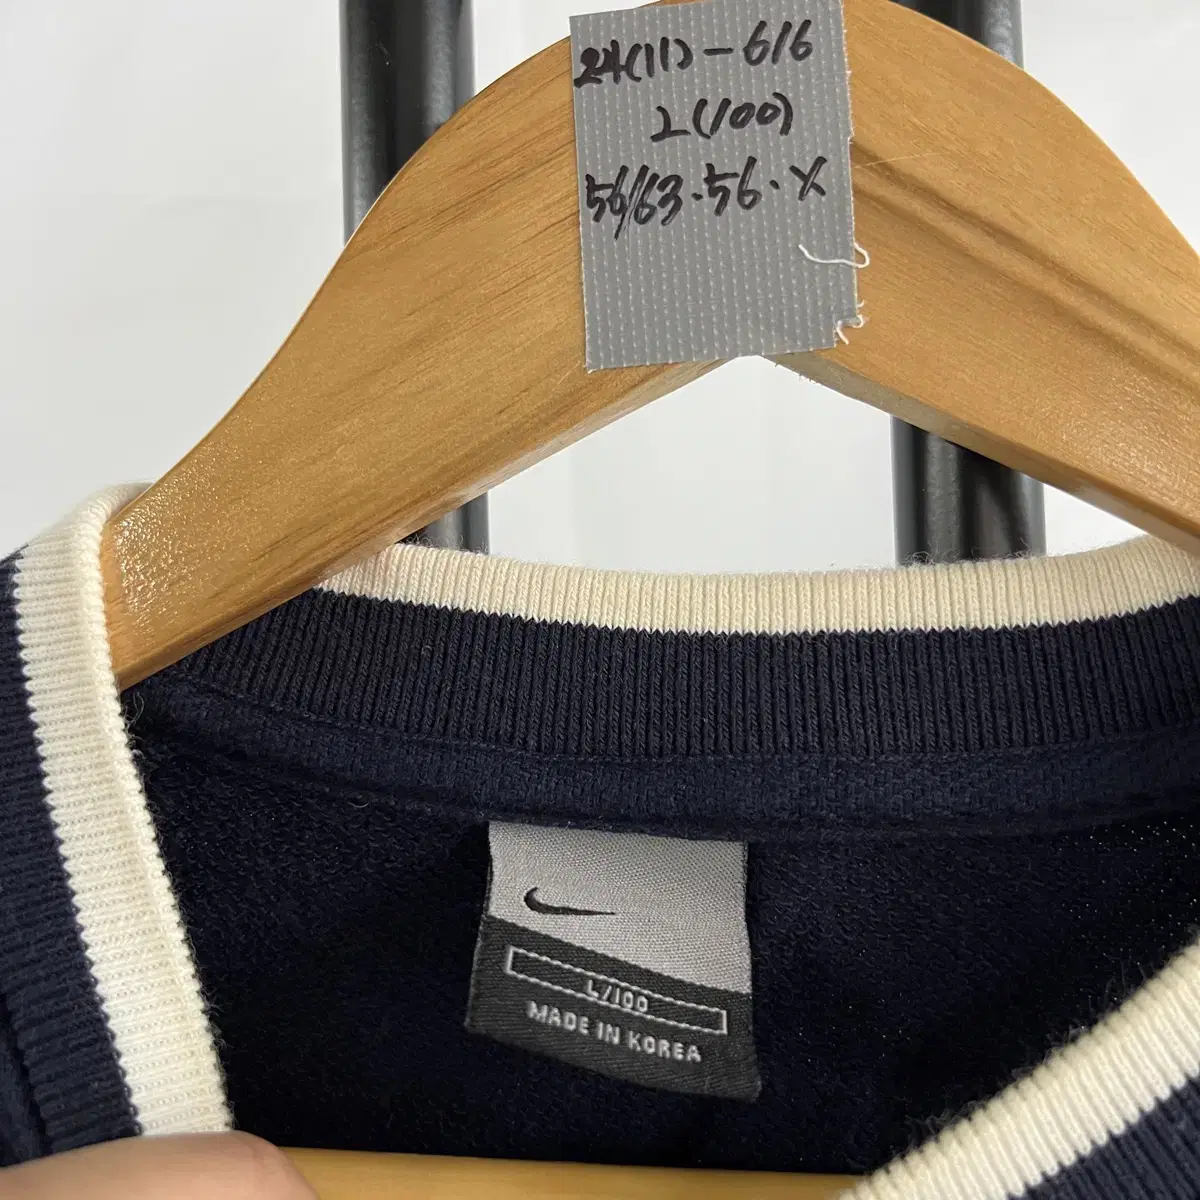 24(11)-616
L(100)
56/63.56.X
L/100
MADE IN KOREA